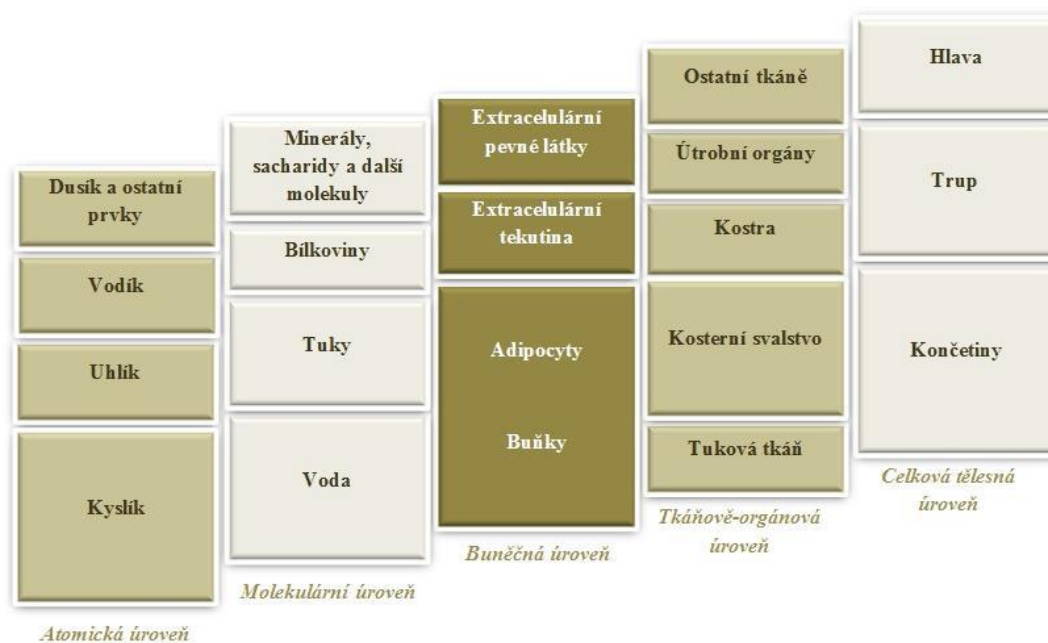 Dusík a ostatní
prvky
Vodík
Uhlík
Kyslík
Atomická úroveň
Minerály,
sacharidy a další
molekuly
Bílkoviny
Tuky
Voda
Molekulární úroveň
Extracelulární
pevné látky
Extracelulární
tekutina
Adipocyty
Buňky
Buněčná úroveň
Ostatní tkáně
Útrobní orgány
Kostra
Kosterní svalstvo
Tuková tkáň
Tkáňově-orgánová
úroveň
Hlava
Trup
Končetiny
Celková tělesná
úroveň